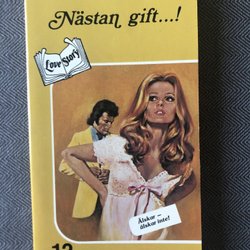 Nästan gift...!
Love Story
Älskar –
älskar inte!
12